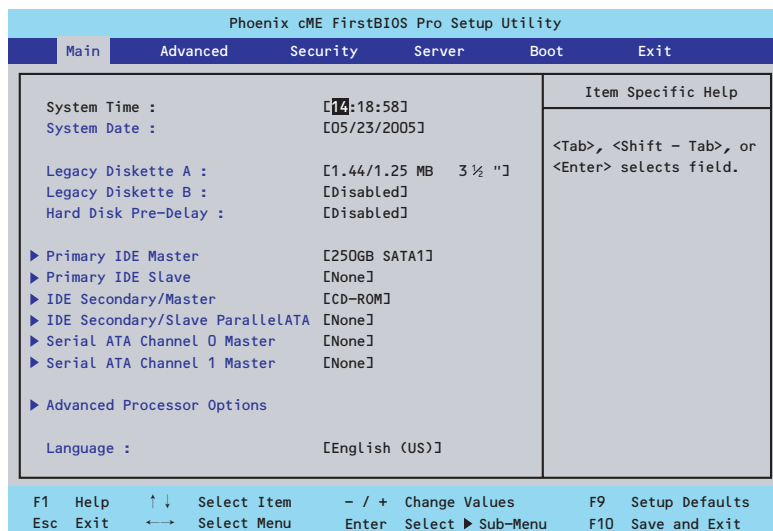 Phoenix cME FirstBIOS Pro Setup Utility
Main Advanced Security Server Boot Exit
Item Specific Help
System Time : [14:18:58]
System Date : [05/23/2005]
<Tab>, <Shift - Tab>, or
<Enter> selects field.
Legacy Diskette A : [1.44/1.25 MB 3 ½ "]
Legacy Diskette B : [Disabled]
Hard Disk Pre-Delay : [Disabled]
▶ Primary IDE Master [250GB SATA1]
▶ Primary IDE Slave [None]
▶ IDE Secondary/Master [CD-ROM]
▶ IDE Secondary/Slave ParallelATA [None]
▶ Serial ATA Channel 0 Master [None]
▶ Serial ATA Channel 1 Master [None]
▶ Advanced Processor Options
Language : [English (US)]
F1 Help ↑↓ Select Item - / + Change Values F9 Setup Defaults
Esc Exit ←→ Select Menu Enter Select ▶ Sub-Menu F10 Save and Exit